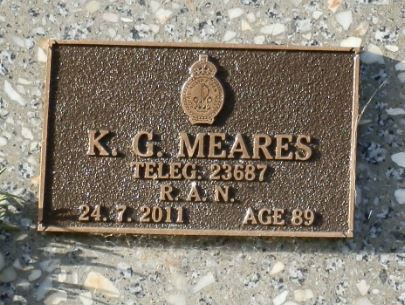 K. G. MEARES
TELEG. 23687
R. A. N.
24. 7. 2011 AGE 89